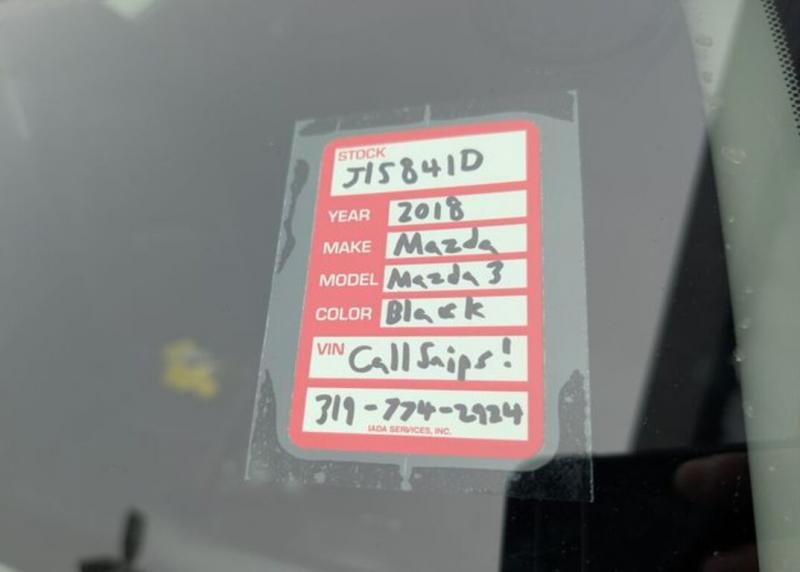 STOCK J15841D
YEAR 2018
MAKE Mazda
MODEL Mazda 3
COLOR Black
VIN Call Snips!
319-774-2924
IADA SERVICES, INC.